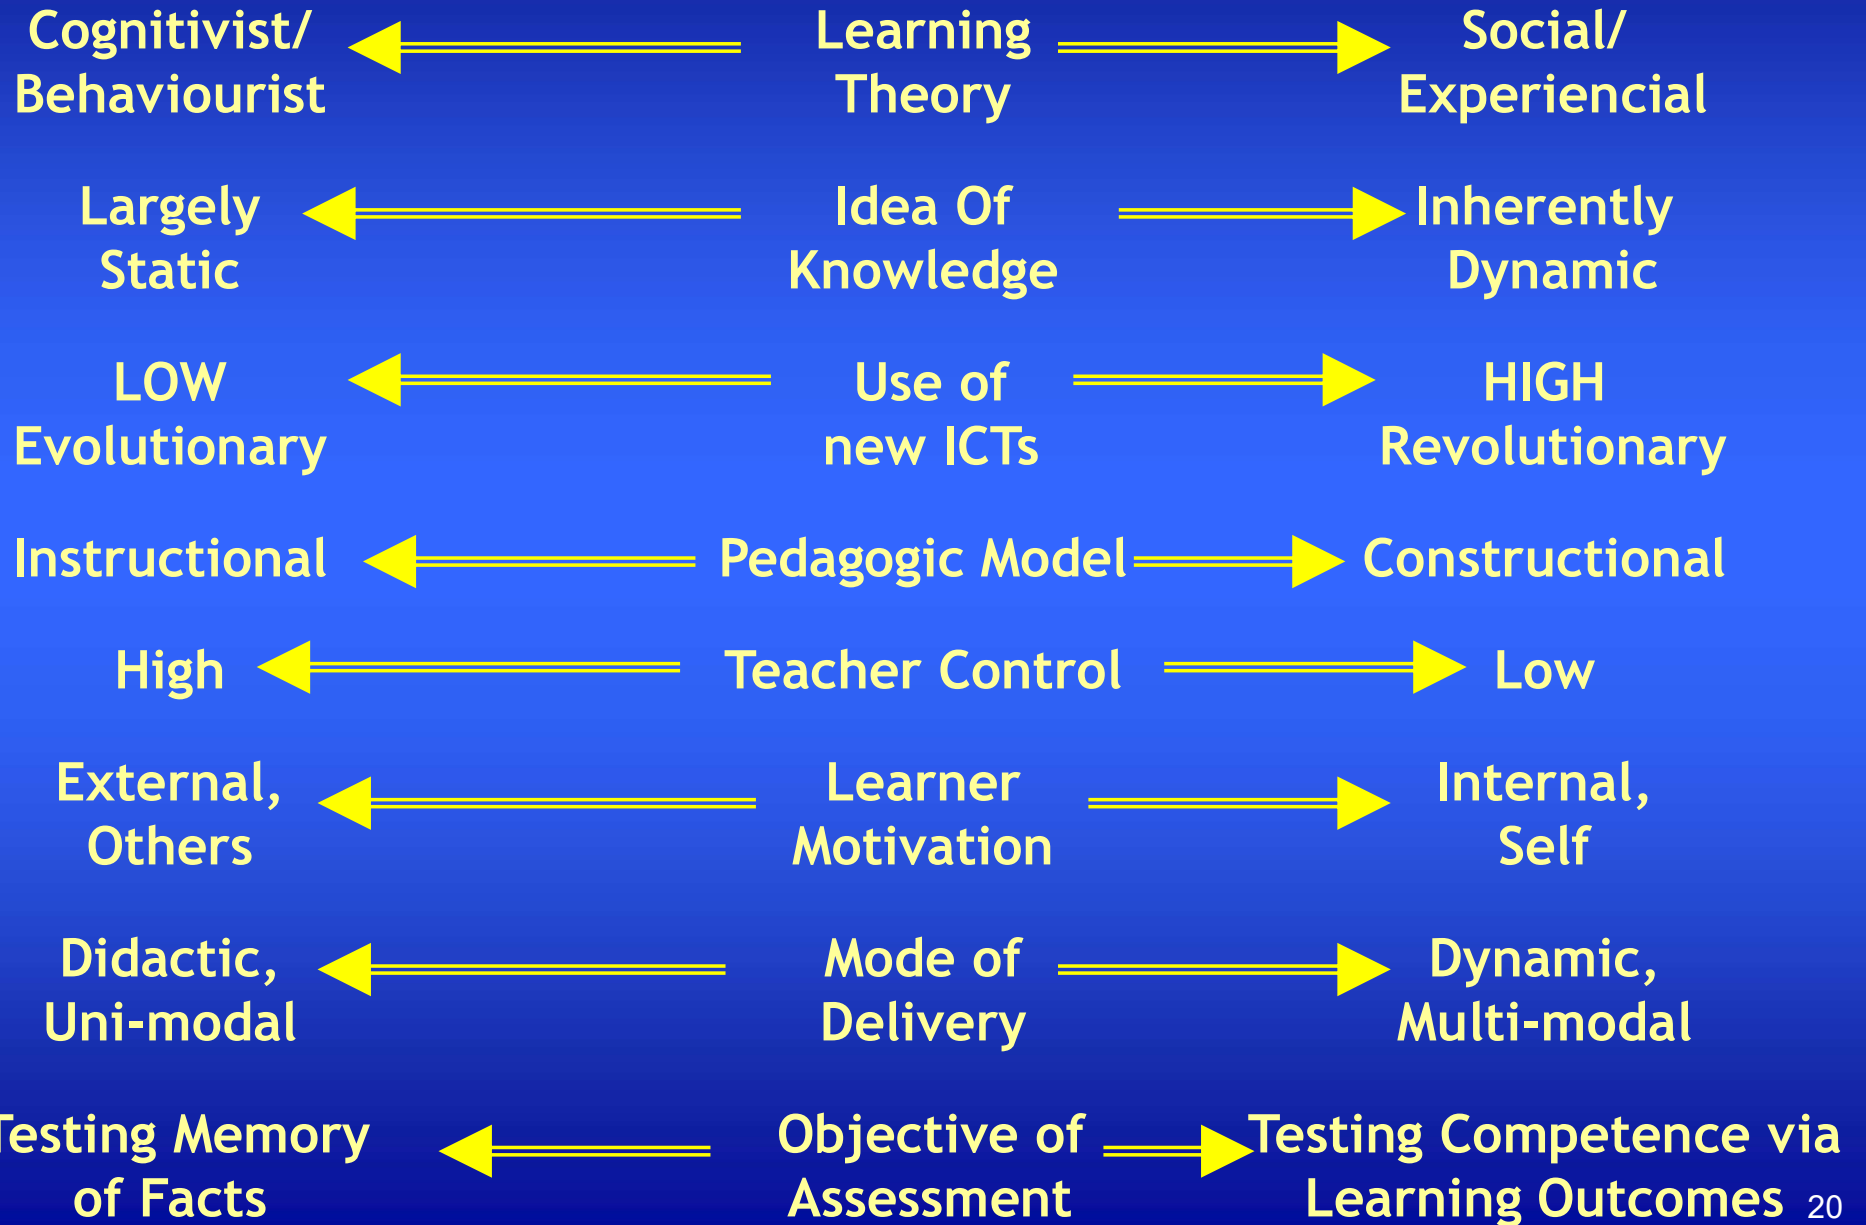 Cognitivist/ Learning Social/
Behaviourist Theory Experiencial
Largely Idea Of Inherently
Static Knowledge Dynamic
LOW Use of HIGH
Evolutionary new ICTs Revolutionary
Instructional Pedagogic Model Constructional
High Teacher Control Low
External, Learner Internal,
Others Motivation Self
Didactic, Mode of Dynamic,
Uni-modal Delivery Multi-modal
Testing Memory Objective of Testing Competence via
of Facts Assessment Learning Outcomes
20